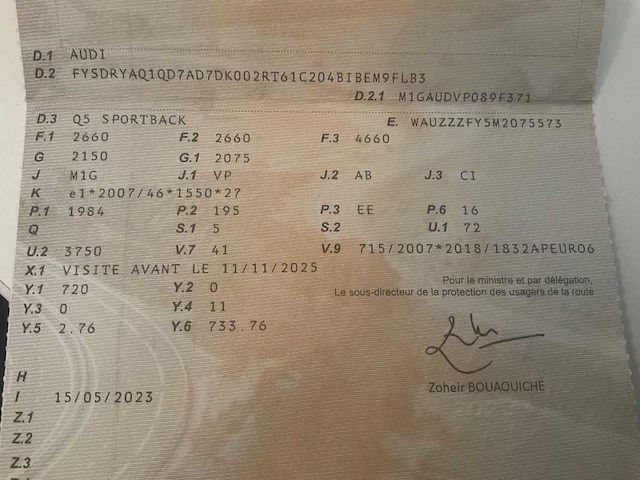 D.1 AUDI
D.2 FYSDRYAQ1QD7AD7DK002RT61C204BIBEM9FLB3
D.2.1 M1GAUDVP089F371
D.3 Q5 SPORTBACK E. WAUZZZFY5M2075573
F.1 2660 F.2 2660 F.3 4660
G 2150 G.1 2075
J M1G J.1 VP J.2 AB J.3 CI
K e1*2007/46*1550*27
P.1 1984 P.2 195 P.3 EE P.6 16
Q S.1 5 S.2 U.1 72
U.2 3750 V.7 41 V.9 715/2007*2018/1832APEURO6
X.1 VISITE AVANT LE 11/11/2025
Y.1 720 Y.2 0
Pour le ministre et par délégation,
Le sous-directeur de la protection des usagers de la route
Y.3 0 Y.4 11
Y.5 2.76 Y.6 733.76
Zoheir BOUAOUICHE
H
I 15/05/2023
Z.1
Z.2
Z.3